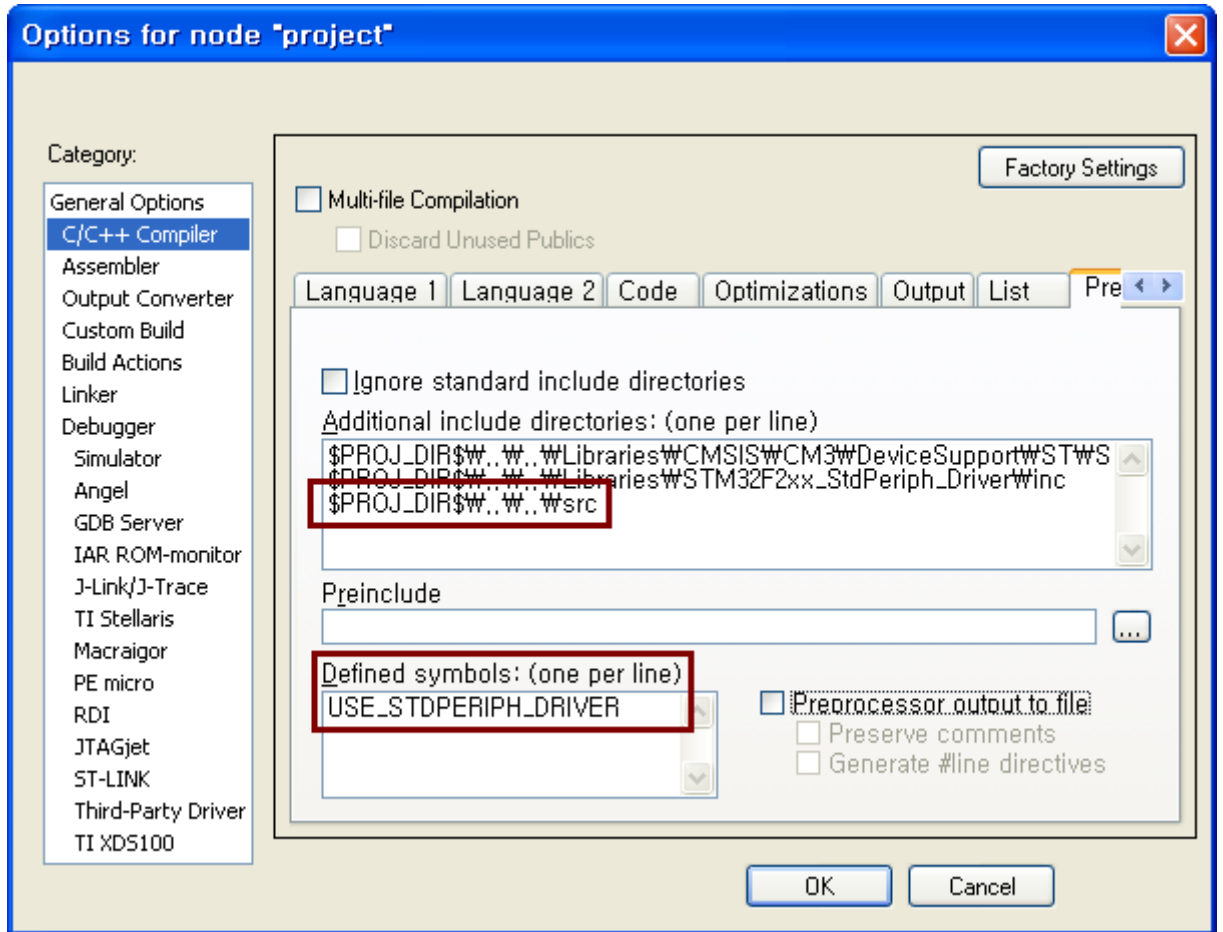 Options for node "project"
Category:
General Options
C/C++ Compiler
Assembler
Output Converter
Custom Build
Build Actions
Linker
Debugger
Simulator
Angel
GDB Server
IAR ROM-monitor
J-Link/J-Trace
TI Stellaris
Macraigor
PE micro
RDI
JTAGjet
ST-LINK
Third-Party Driver
TI XDS100
Factory Settings
Multi-file Compilation
Discard Unused Publics
Language 1 Language 2 Code Optimizations Output List Pre
Ignore standard include directories
Additional include directories: (one per line)
$PROJ_DIR$₩..₩..₩Libraries₩CMSIS₩CM3₩DeviceSupport₩ST₩S
$PROJ_DIR$₩..₩..₩Libraries₩STM32F2xx_StdPeriph_Driver₩inc
$PROJ_DIR$₩..₩..₩src
Preinclude
...
Defined symbols: (one per line)
USE_STDPERIPH_DRIVER
Preprocessor output to file
Preserve comments
Generate #line directives
OK Cancel